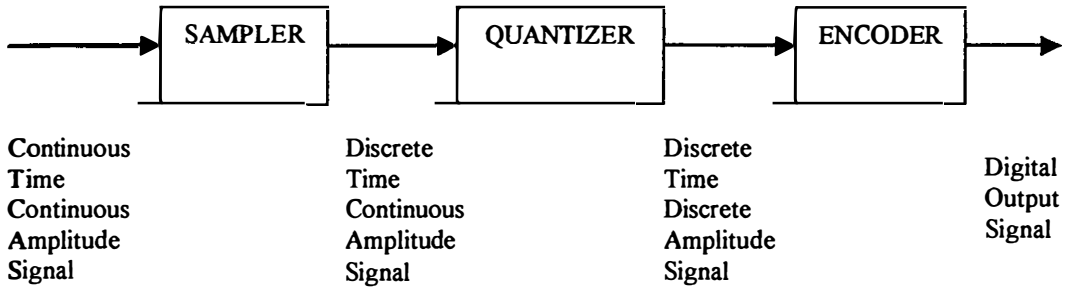 SAMPLER
QUANTIZER
ENCODER
Continuous
Time
Continuous
Amplitude
Signal
Discrete
Time
Continuous
Amplitude
Signal
Discrete
Time
Discrete
Amplitude
Signal
Digital
Output
Signal